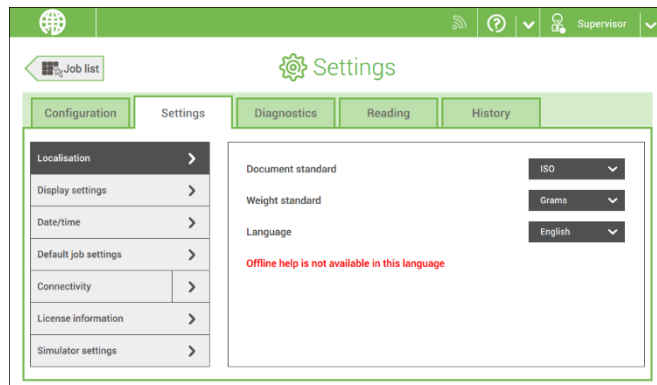 Supervisor
Job list
Settings
Configuration
Settings
Diagnostics
Reading
History
Localisation
Display settings
Date/time
Default job settings
Connectivity
License information
Simulator settings
Document standard
ISO
Weight standard
Grams
Language
English
Offline help is not available in this language